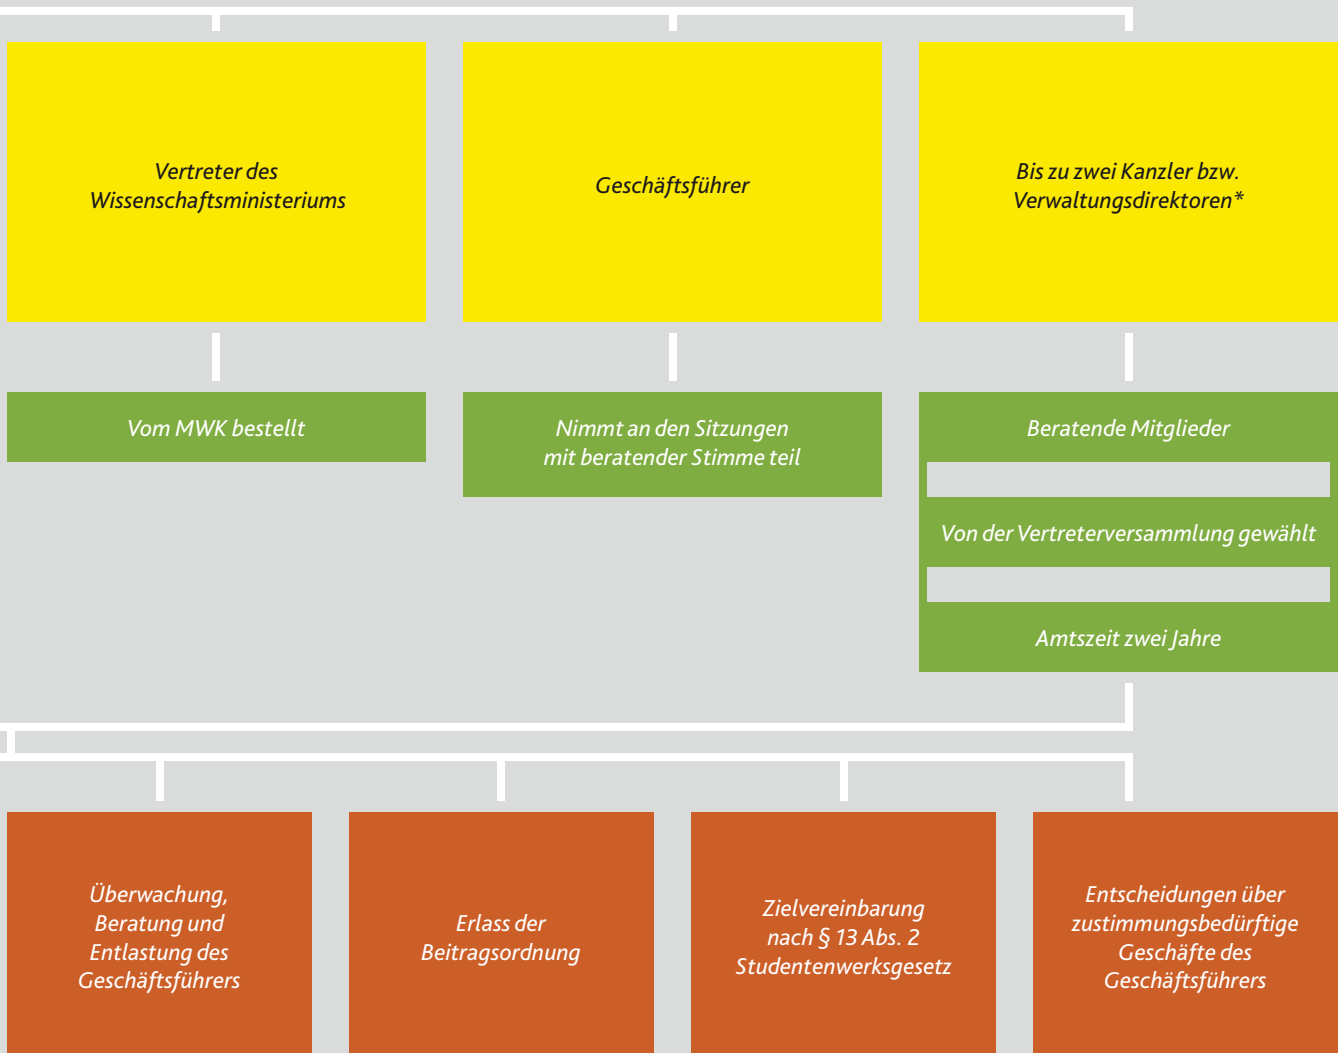 Vertreter des
Wissenschaftsministeriums
Geschäftsführer
Bis zu zwei Kanzler bzw.
Verwaltungsdirektoren*
Vom MWK bestellt
Nimmt an den Sitzungen
mit beratender Stimme teil
Beratende Mitglieder
Von der Vertreterversammlung gewählt
Amtszeit zwei Jahre
Überwachung,
Beratung und
Entlastung des
Geschäftsführers
Erlass der
Beitragsordnung
Zielvereinbarung
nach § 13 Abs. 2
Studentenwerksgesetz
Entscheidungen über
zustimmungsbedürftige
Geschäfte des
Geschäftsführers